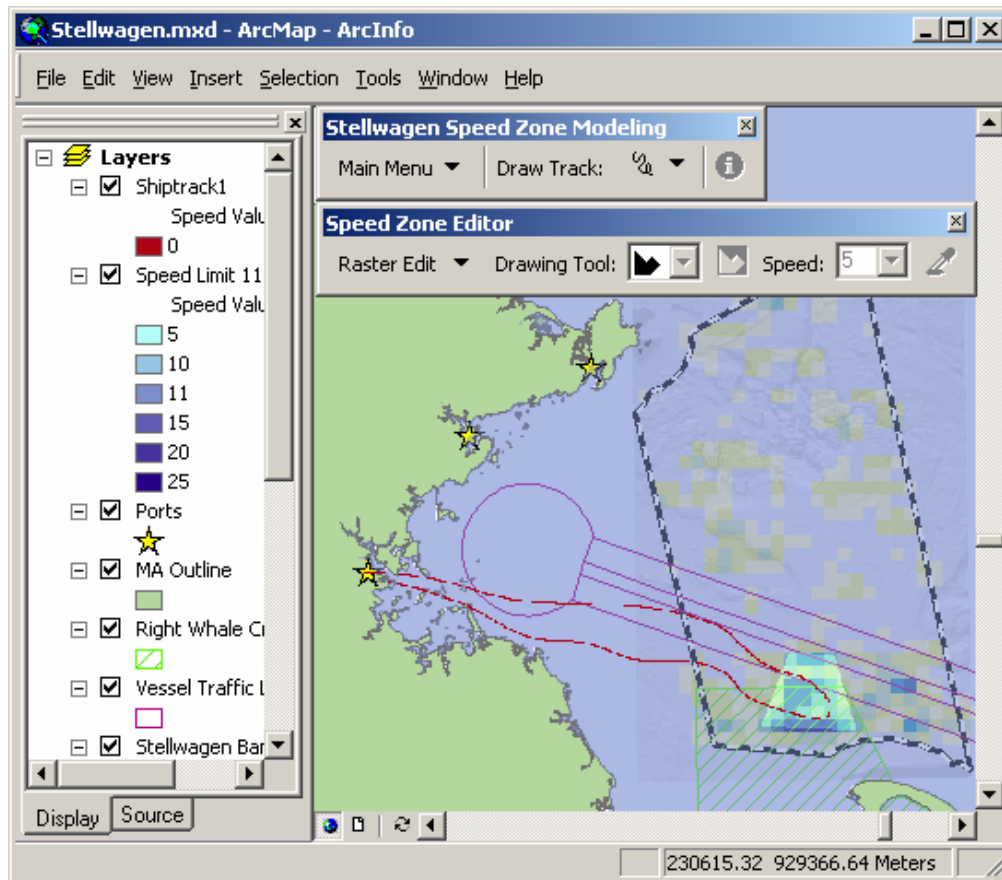 Stellwagen.mxd - ArcMap - ArcInfo
File Edit View Insert Selection Tools Window Help
Layers
Shiptrack1
Speed Valu
0
Speed Limit 11
Speed Valu
5
10
11
15
20
25
Ports
MA Outline
Right Whale Cr
Vessel Traffic L
Stellwagen Ban
Display Source
Stellwagen Speed Zone Modeling
Main Menu Draw Track:
Speed Zone Editor
Raster Edit Drawing Tool: Speed: 5
230615.32 929366.64 Meters